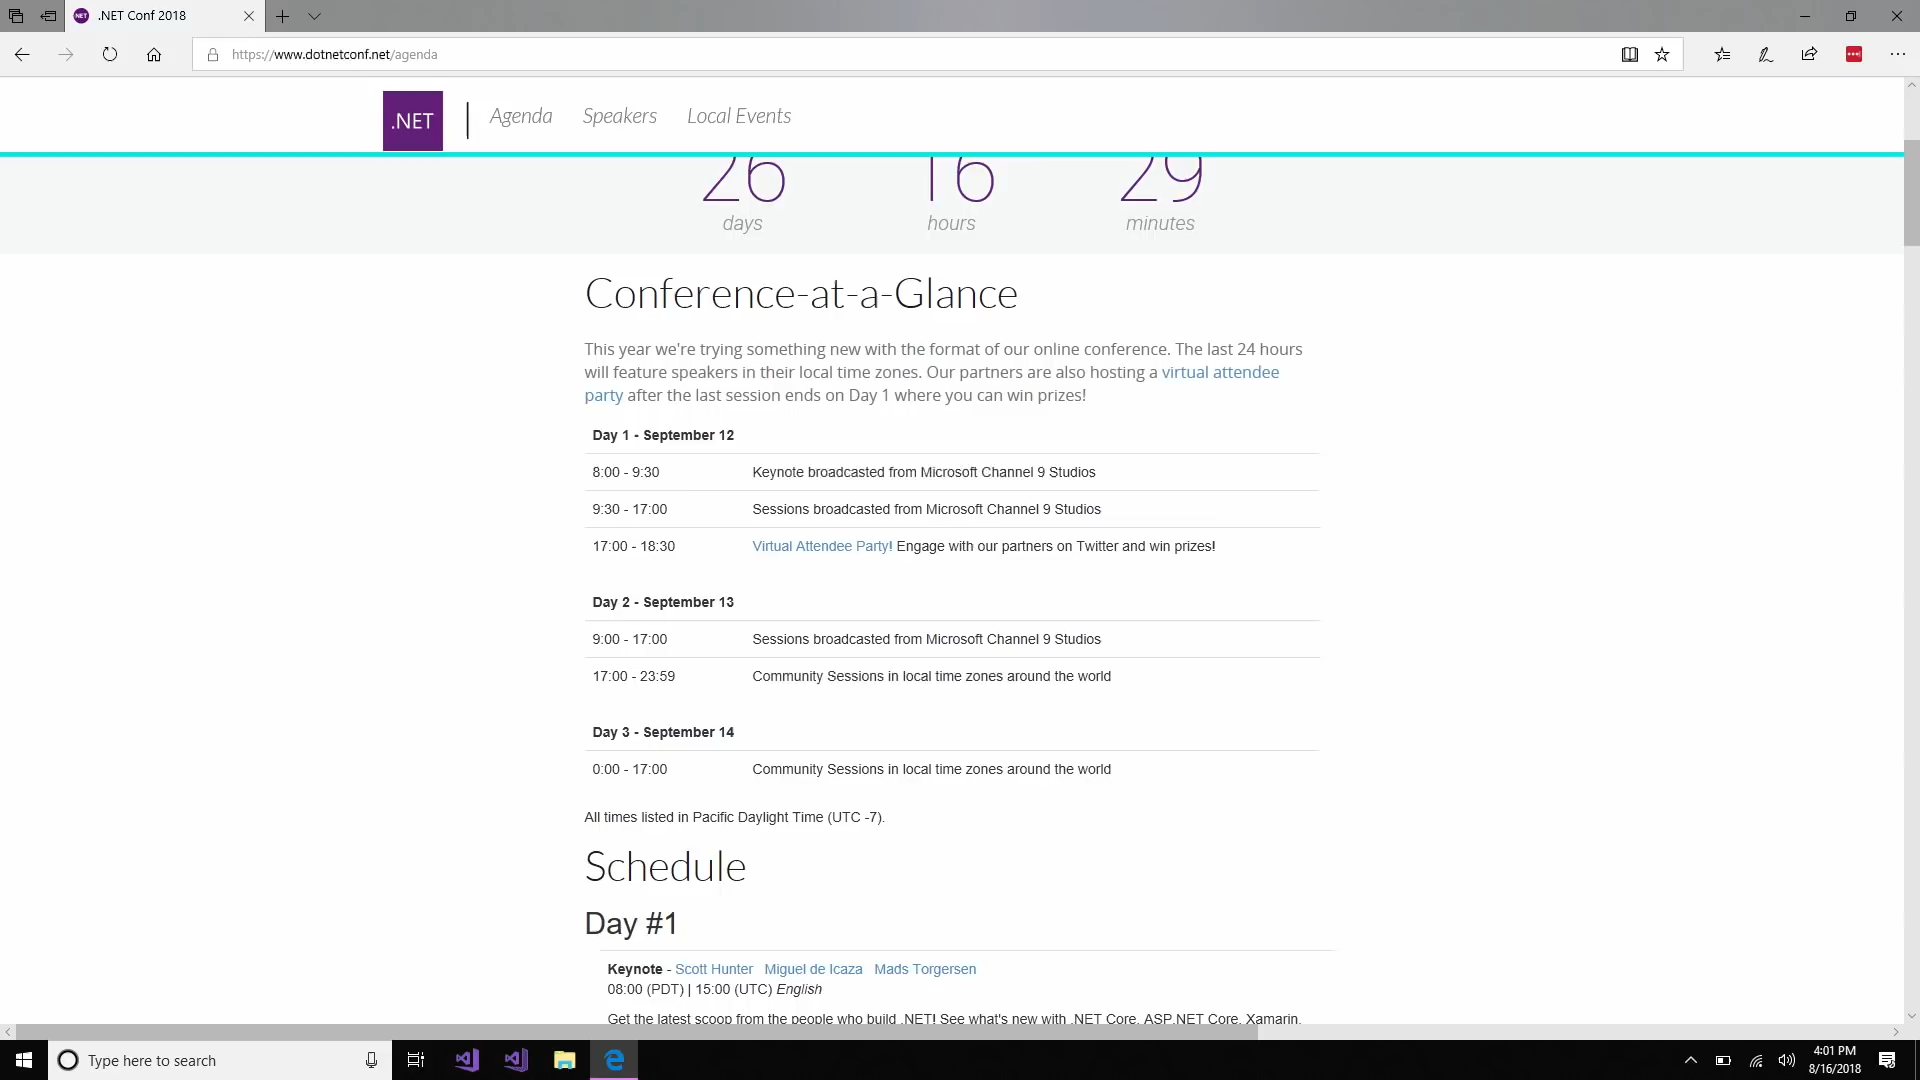 .NET Conf 2018
https://www.dotnetconf.net/agenda
.NET
Agenda Speakers Local Events
26 16 29
days hours minutes
Conference-at-a-Glance
This year we're trying something new with the format of our online conference. The last 24 hours
will feature speakers in their local time zones. Our partners are also hosting a virtual attendee
party after the last session ends on Day 1 where you can win prizes!
Day 1 - September 12
8:00 - 9:30 Keynote broadcasted from Microsoft Channel 9 Studios
9:30 - 17:00 Sessions broadcasted from Microsoft Channel 9 Studios
17:00 - 18:30 Virtual Attendee Party! Engage with our partners on Twitter and win prizes!
Day 2 - September 13
9:00 - 17:00 Sessions broadcasted from Microsoft Channel 9 Studios
17:00 - 23:59 Community Sessions in local time zones around the world
Day 3 - September 14
0:00 - 17:00 Community Sessions in local time zones around the world
All times listed in Pacific Daylight Time (UTC -7).
Schedule
Day #1
Keynote - Scott Hunter Miguel de Icaza Mads Torgersen
08:00 (PDT) | 15:00 (UTC) English
Get the latest scoop from the people who build .NET! See what's new with .NET Core, ASP.NET Core, Xamarin,
Type here to search
4:01 PM
8/16/2018